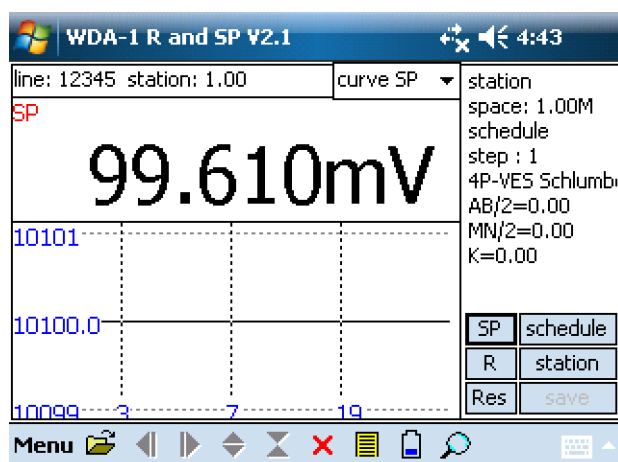 WDA-1 R and SP V2.1 4:43
line: 12345 station: 1.00 curve SP
SP
99.610mV
10101
10100.0
10099 3 7 19
station
space: 1.00M
schedule
step : 1
4P-VES Schlumb
AB/2=0.00
MN/2=0.00
K=0.00
SP schedule
R station
Res save
Menu